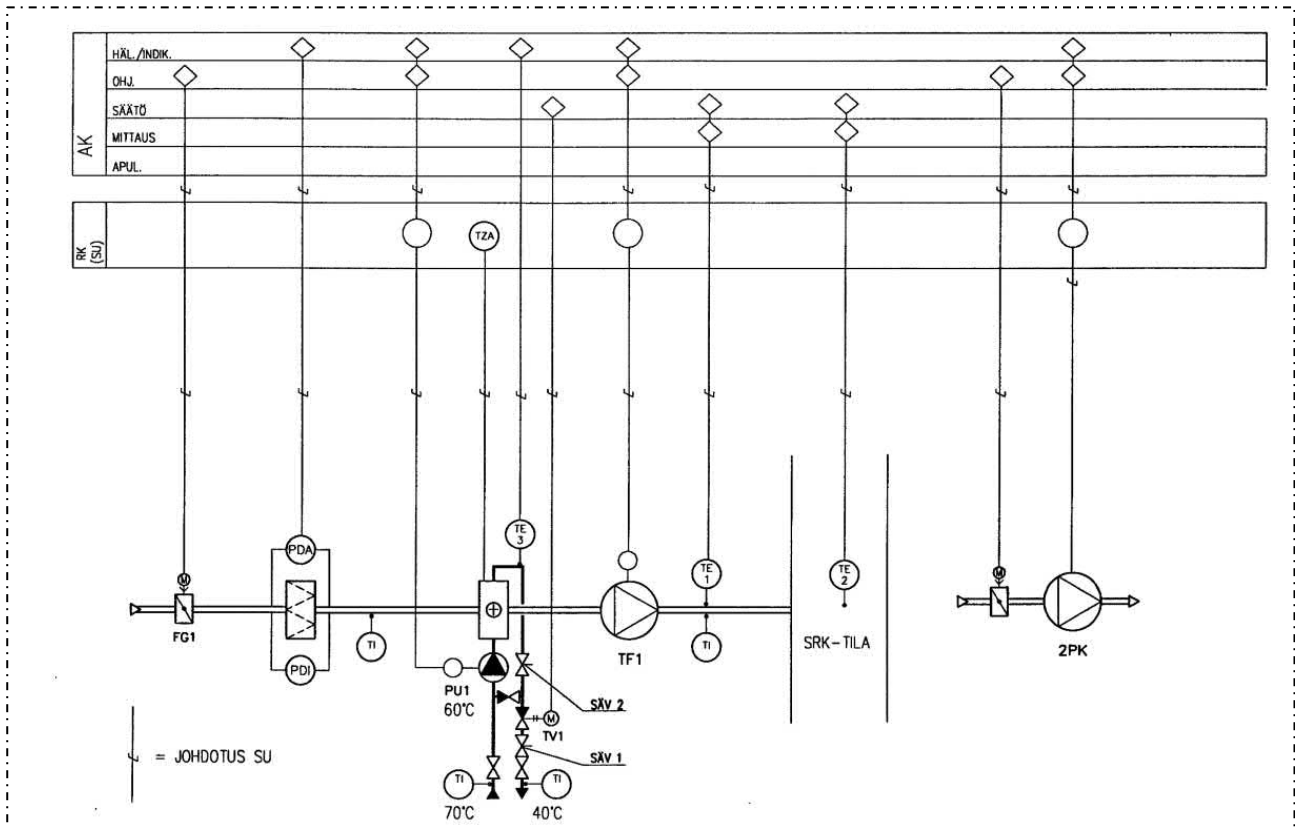 HÄL./INDIK.
OHJ.
SÄÄTÖ
MITTAUS
APUL.
AK
RK
(SU)
TZA
PDA
TE
3
TE
1
TE
2
M
M
FG1
TI
TI
PDI
PU1
60°C
TF1
SRK-TILA
2PK
SÄV 2
M
TV1
SÄV 1
= JOHDOTUS SU
TI
TI
70°C
40°C